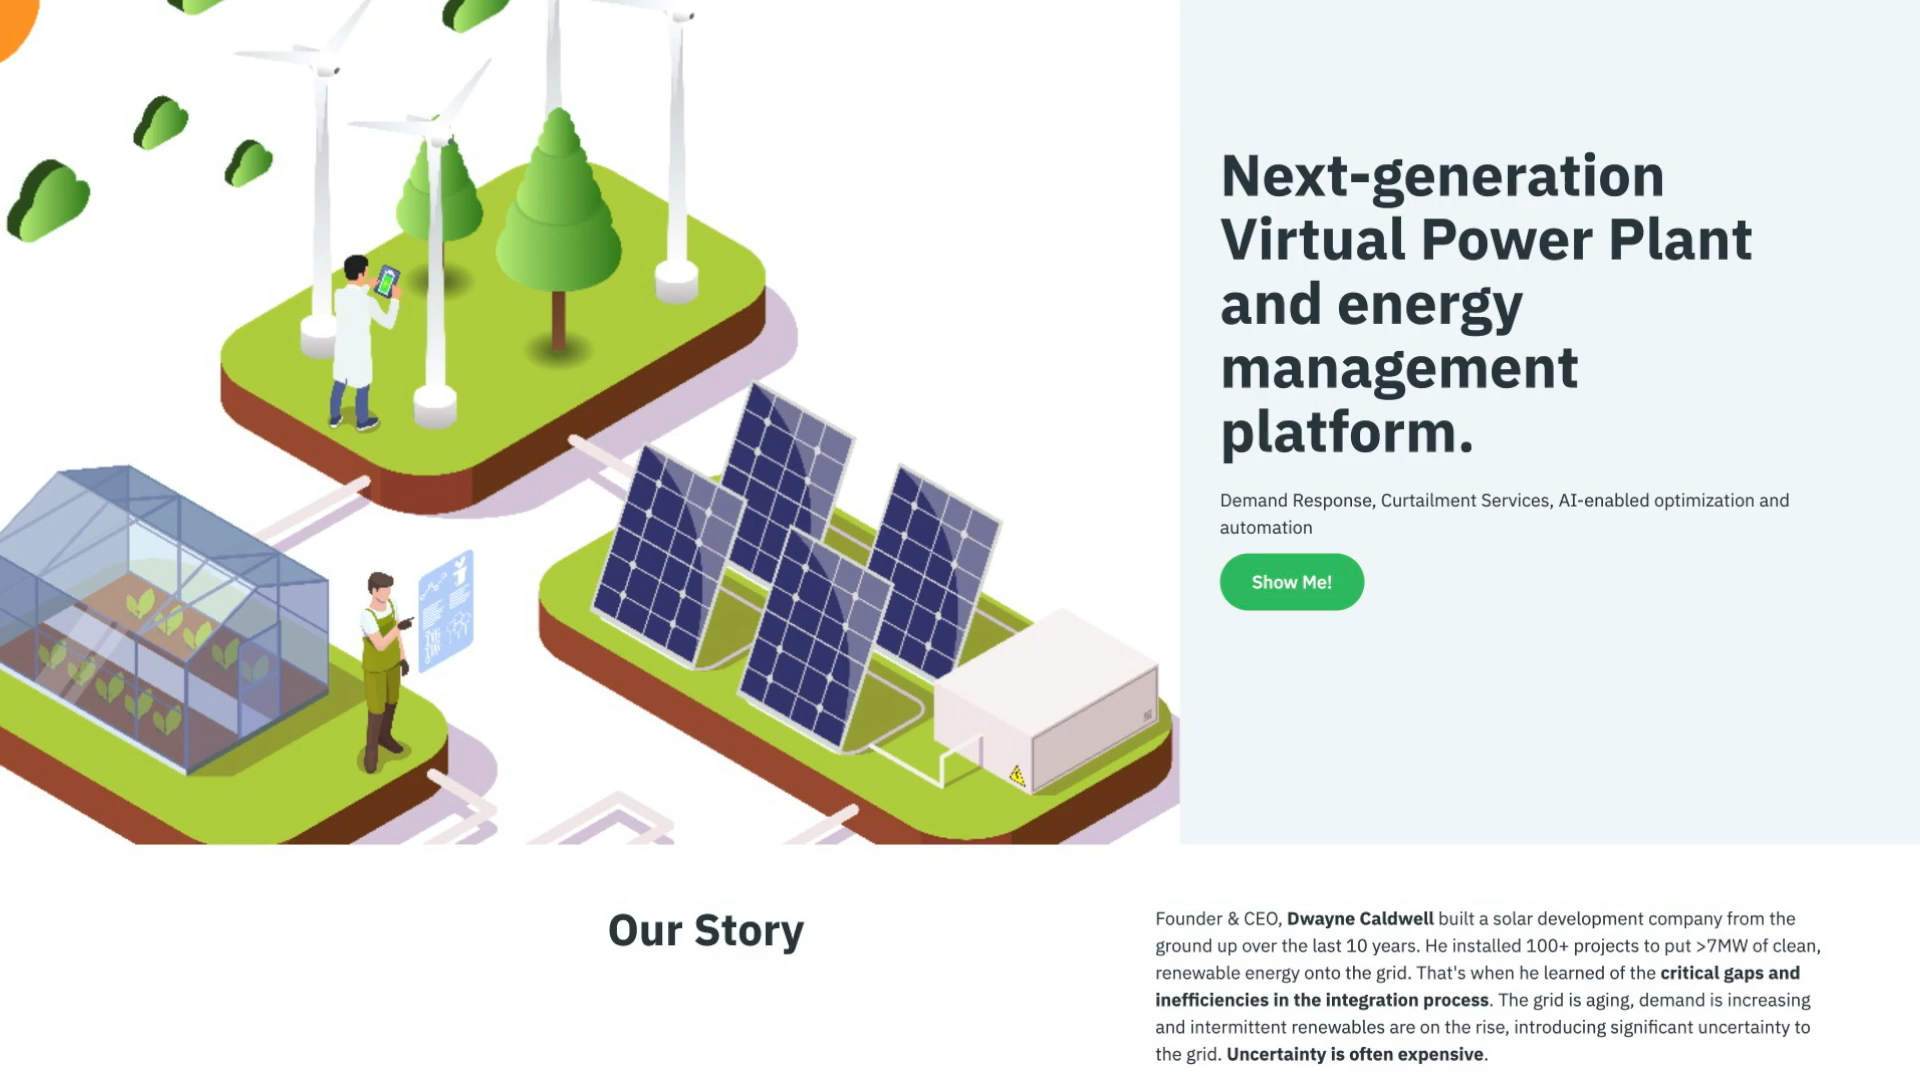 Next-generation
Virtual Power Plant
and energy
management
platform.
Demand Response, Curtailment Services, AI-enabled optimization and
automation
Show Me!
Our Story
Founder & CEO, Dwayne Caldwell built a solar development company from the
ground up over the last 10 years. He installed 100+ projects to put >7MW of clean,
renewable energy onto the grid. That's when he learned of the critical gaps and
inefficiencies in the integration process. The grid is aging, demand is increasing
and intermittent renewables are on the rise, introducing significant uncertainty to
the grid. Uncertainty is often expensive.